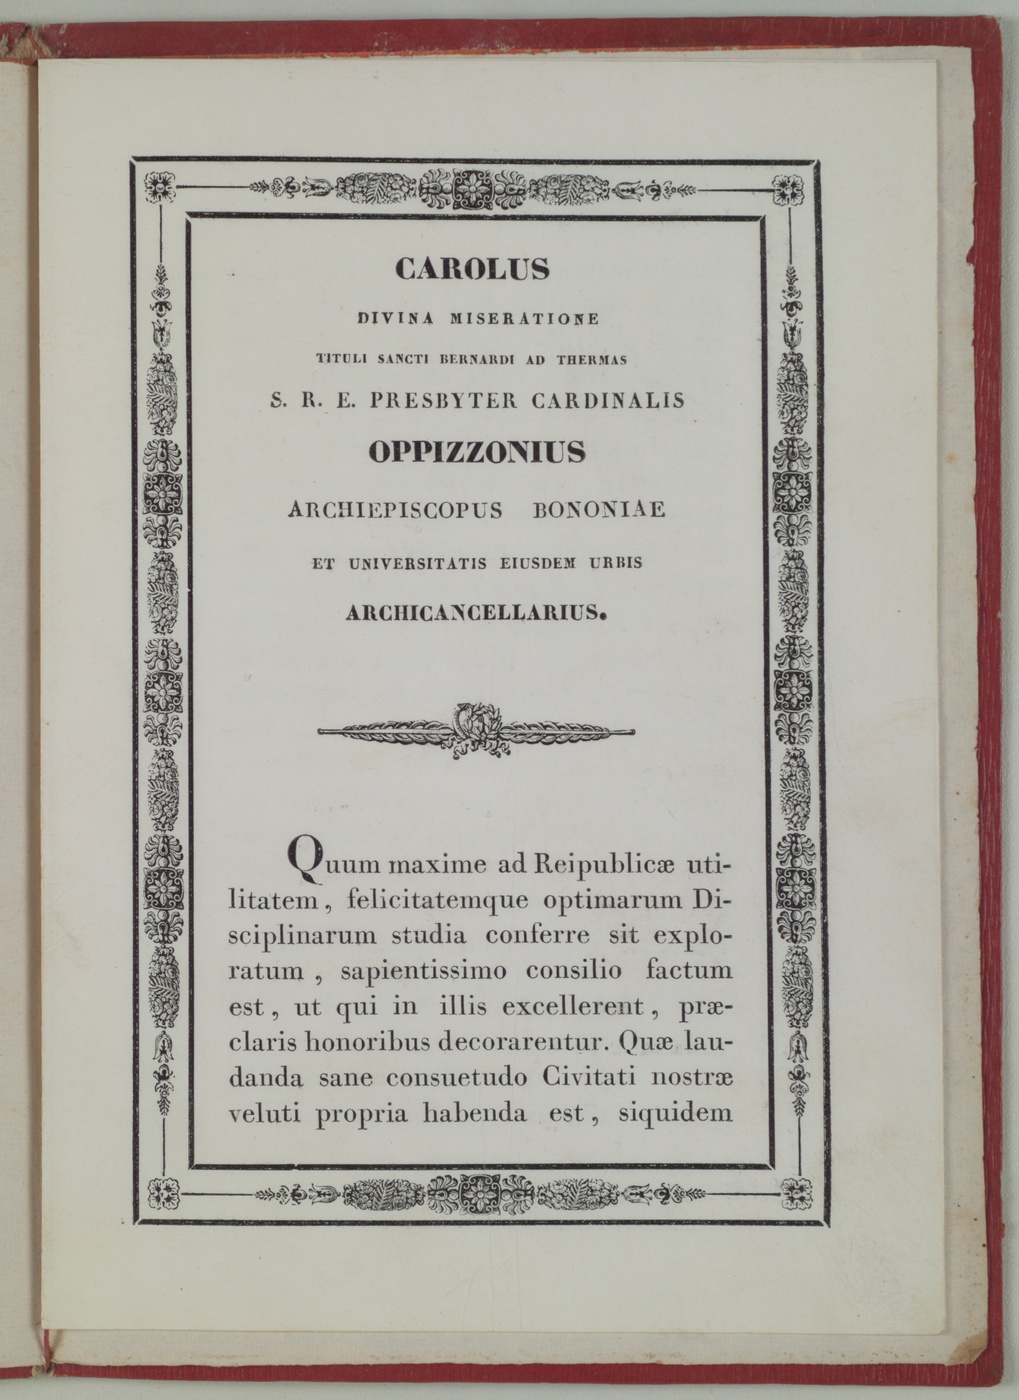 CAROLUS
DIVINA MISERATIONE
TITULI SANCTI BERNARDI AD THERMAS
S. R. E. PRESBYTER CARDINALIS
OPPIZZONIUS
ARCHIEPISCOPUS BONONIAE
ET UNIVERSITATIS EIUSDEM URBIS
ARCHICANCELLARIUS.
Quum maxime ad Reipublicæ uti-
litatem, felicitatemque optimarum Di-
sciplinarum studia conferre sit explo-
ratum , sapientissimo consilio factum
est , ut qui in illis excellerent , præ-
claris honoribus decorarentur. Quæ lau-
danda sane consuetudo Civitati nostræ
veluti propria habenda est , siquidem